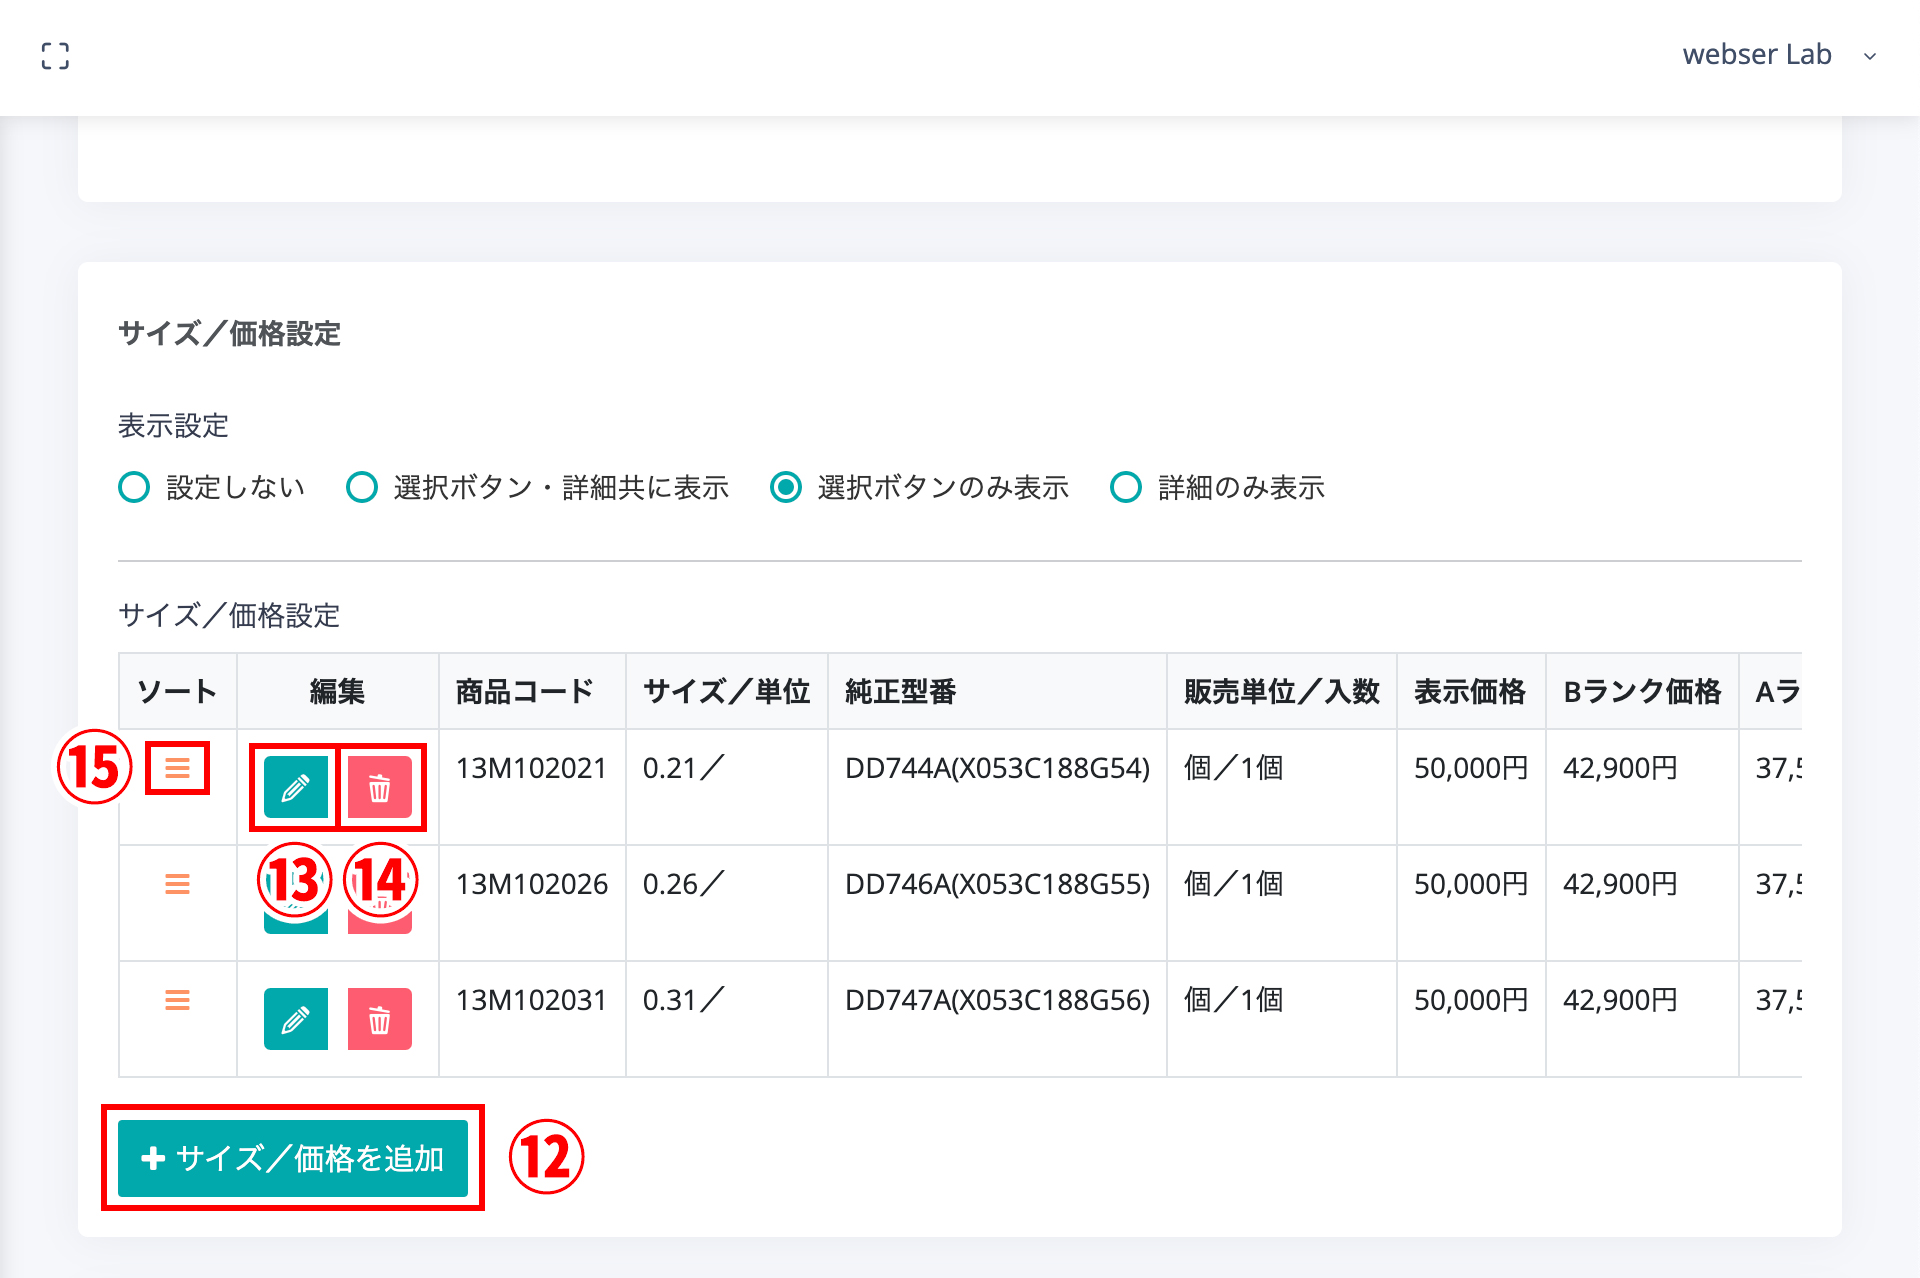 webser Lab
サイズ／価格設定
表示設定
設定しない 選択ボタン・詳細共に表示 選択ボタンのみ表示 詳細のみ表示
サイズ／価格設定
ソート 編集 商品コード サイズ／単位 純正型番 販売単位／入数 表示価格 Bランク価格 Aラ
⑮ 13M102021 0.21／ DD744A(X053C188G54) 個／1個 50,000円 42,900円 37,5
⑬ ⑭ 13M102026 0.26／ DD746A(X053C188G55) 個／1個 50,000円 42,900円 37,5
13M102031 0.31／ DD747A(X053C188G56) 個／1個 50,000円 42,900円 37,5
サイズ／価格を追加 ⑫